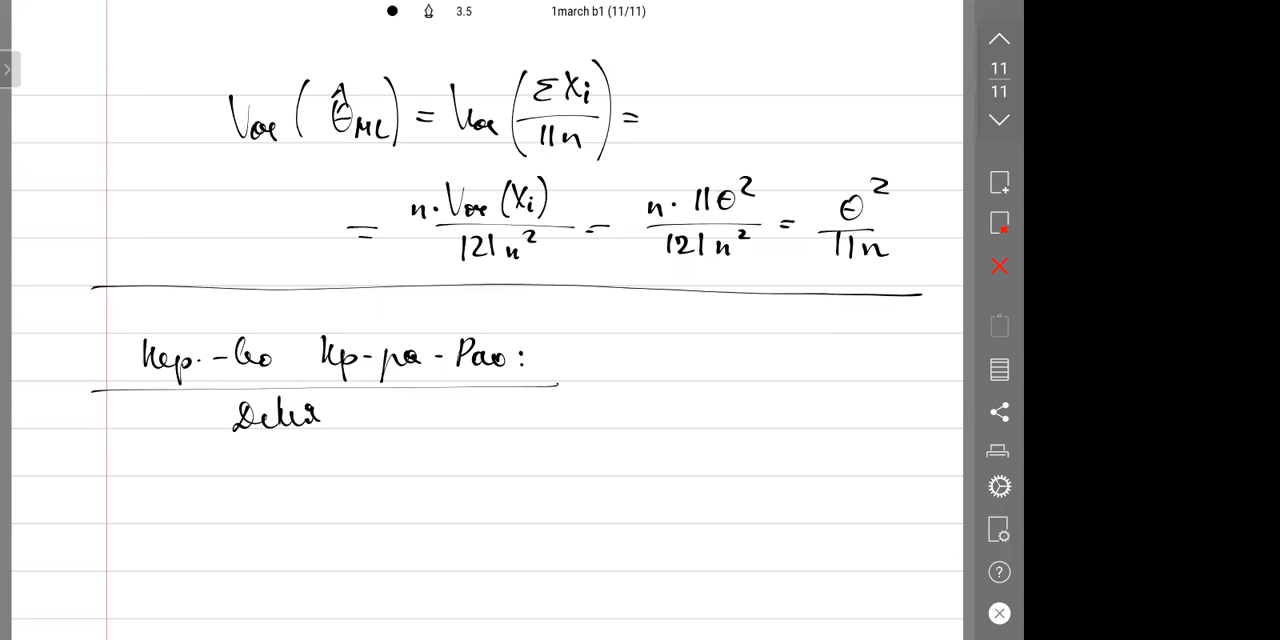 3.5 1march b1 (11/11)
Var ( θ̂ML ) = Var ( ΣXi / 11n ) =
= n·Var (Xi) / 121n² = n·11θ² / 121n² = θ² / 11n
Нер.-во Кр-ра-Рао:
11
11